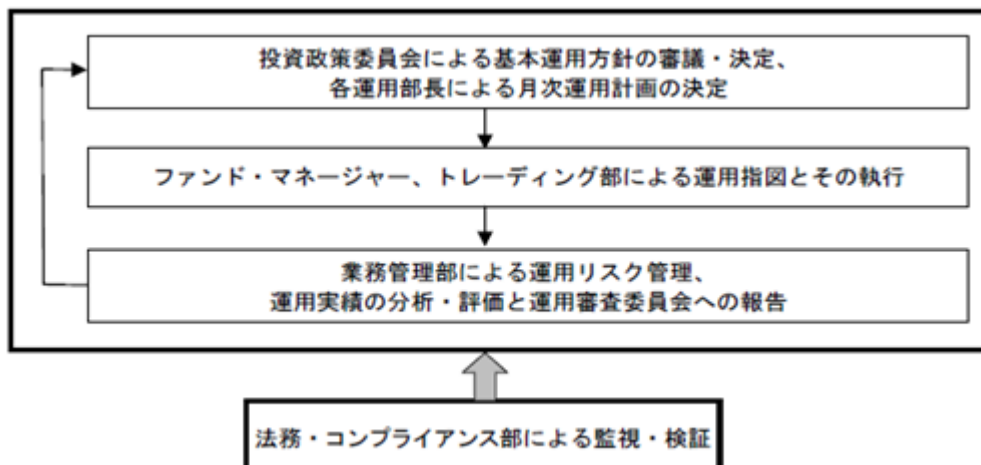 投資政策委員会による基本運用方針の審議・決定、
各運用部長による月次運用計画の決定
ファンド・マネージャー、トレーディング部による運用指図とその執行
業務管理部による運用リスク管理、
運用実績の分析・評価と運用審査委員会への報告
法務・コンプライアンス部による監視・検証